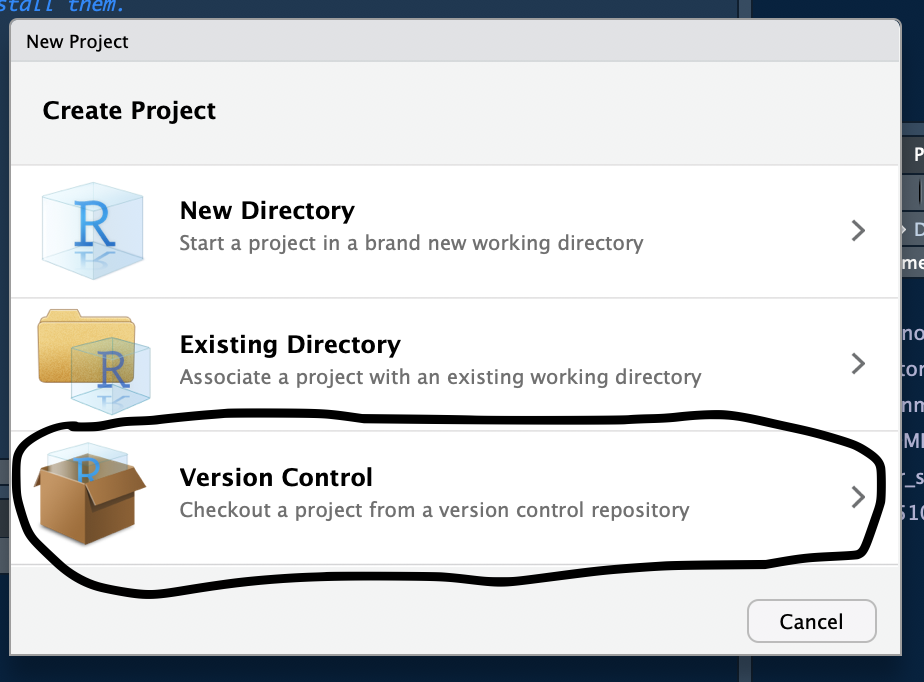 stall them.
New Project
Create Project
R
New Directory
Start a project in a brand new working directory
R
Existing Directory
Associate a project with an existing working directory
R
Version Control
Checkout a project from a version control repository
Cancel